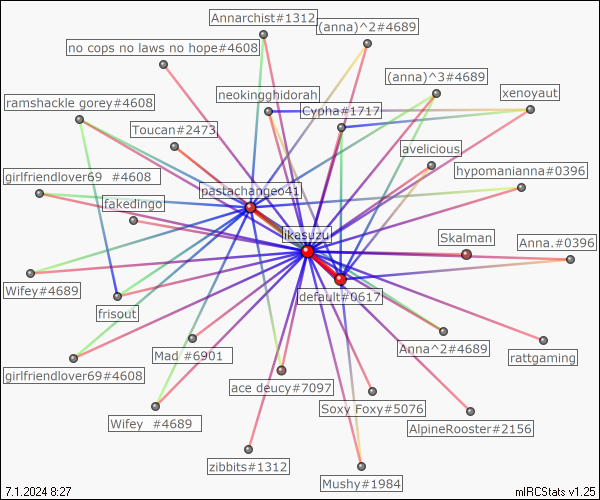 Annarchist#1312
(anna)^2#4689
no cops no laws no hope#4608
(anna)^3#4689
neokingghidorah
xenoyaut
ramshackle gorey#4608
Cypha#1717
Toucan#2473
avelicious
girlfriendlover69 #4608
hypomanianna#0396
pastachangeo41
fakedingo
ikasuzu
Skalman
Anna.#0396
Wifey#4689
default#0617
frisout
Mad #6901
Anna^2#4689
rattgaming
girlfriendlover69#4608
ace deucy#7097
Soxy Foxy#5076
Wifey #4689
AlpineRooster#2156
zibbits#1312
Mushy#1984
7.1.2024 8:27
mIRCStats v1.25